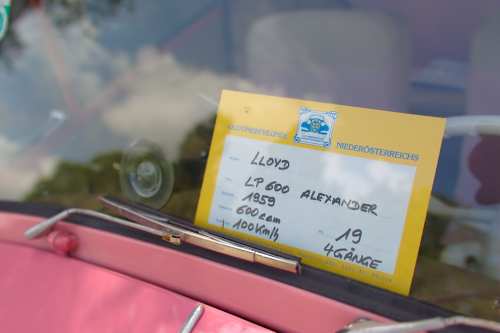 NIEDERÖSTERREICHS
LLOYD
LP 600 ALEXANDER
1959
600 ccm 19
100 Km/h 4 GÄNGE